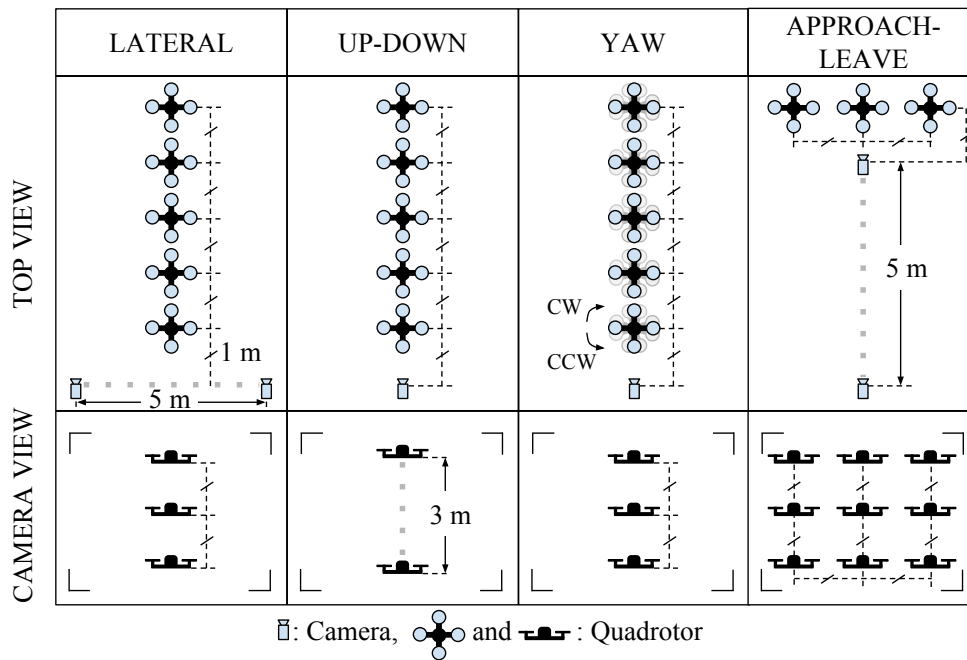 LATERAL
UP-DOWN
YAW
APPROACH-
LEAVE
TOP VIEW
1 m
5 m
CW
CCW
5 m
CAMERA VIEW
3 m
: Camera, and : Quadrotor